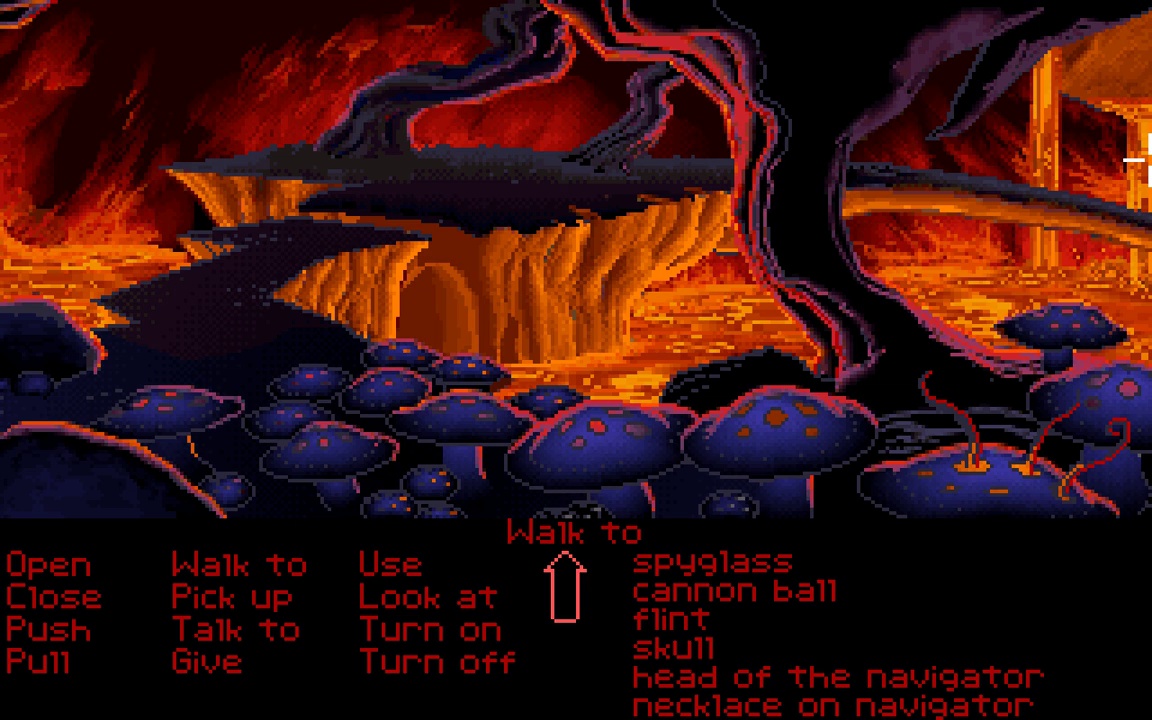 Walk to
Open Walk to Use
Close Pick up Look at
Push Talk to Turn on
Pull Give Turn off
spyglass
cannon ball
flint
skull
head of the navigator
necklace on navigator